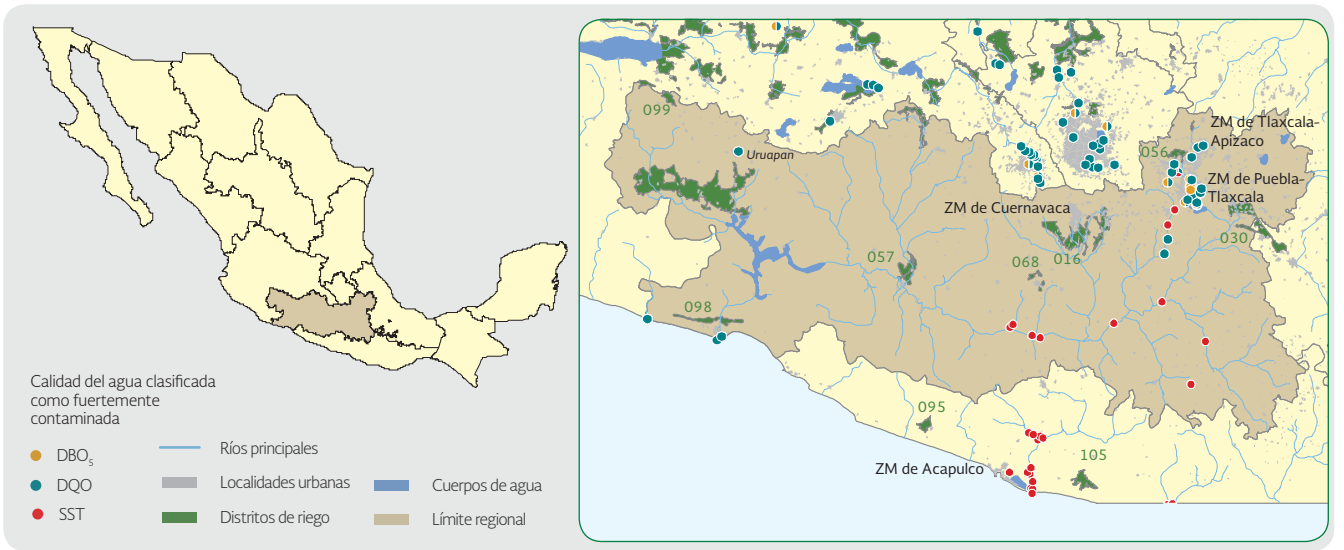 Calidad del agua clasificada
como fuertemente
contaminada
DBO₅
DQO
SST
Ríos principales
Localidades urbanas
Distritos de riego
Cuerpos de agua
Límite regional
099
Uruapan
098
057
068
016
ZM de Cuernavaca
056
ZM de Tlaxcala-
Apizaco
ZM de Puebla-
Tlaxcala
030
095
ZM de Acapulco
105